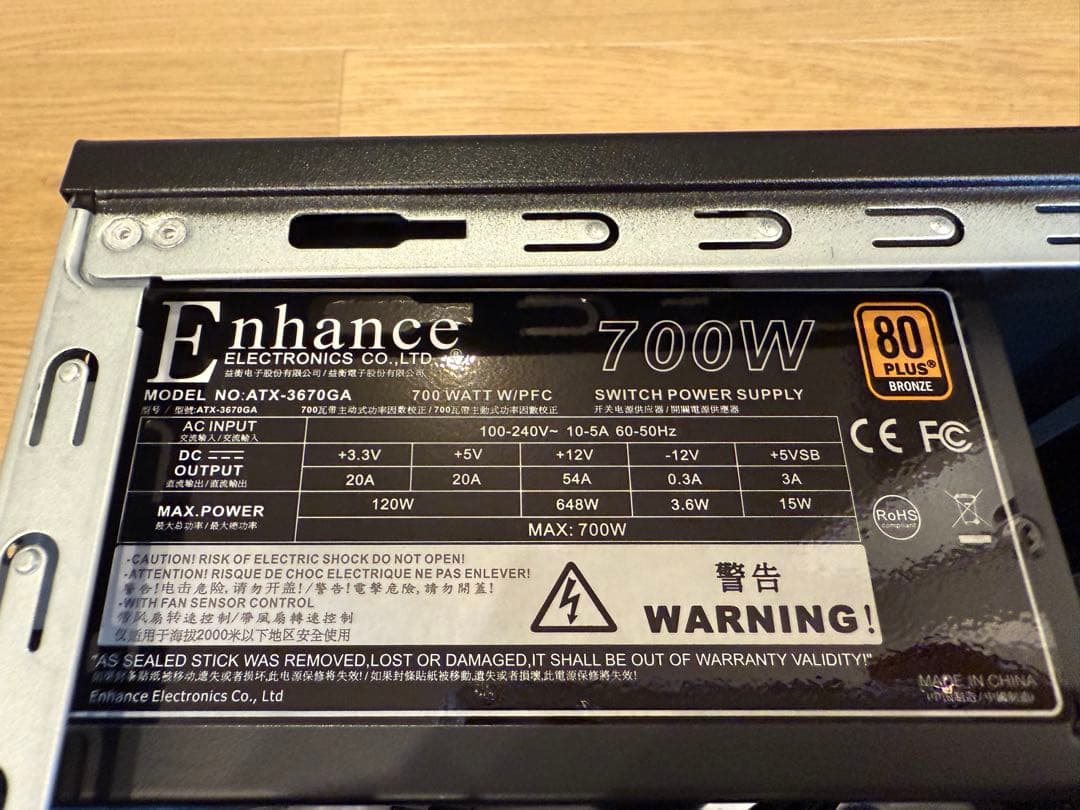 Enhance
ELECTRONICS CO.,LTD. ®
益衡电子股份有限公司/益衡電子股份有限公司
700W
80
PLUS®
BRONZE
MODEL NO:ATX-3670GA 700 WATT W/PFC SWITCH POWER SUPPLY
型号/型號:ATX-3670GA 700瓦带主动式功率因数校正/700瓦帶主動式功率因數校正 开关电源供应器/開關電源供應器
AC INPUT 100-240V~ 10-5A 60-50Hz
交流输入/交流輸入
DC OUTPUT +3.3V +5V +12V -12V +5VSB
直流输出/直流輸出 20A 20A 54A 0.3A 3A
MAX.POWER 120W 648W 3.6W 15W
最大总功率/最大總功率 MAX: 700W
CE FC
RoHS
compliant
-CAUTION! RISK OF ELECTRIC SHOCK DO NOT OPEN!
-ATTENTION! RISQUE DE CHOC ELECTRIQUE NE PAS ENLEVER!
警告!电击危险,请勿开盖!/警告!電擊危險,請勿開蓋!
-WITH FAN SENSOR CONTROL
带风扇转速控制/帶風扇轉速控制
仅适用于海拔2000米以下地区安全使用
警告
WARNING!
"AS SEALED STICK WAS REMOVED,LOST OR DAMAGED,IT SHALL BE OUT OF WARRANTY VALIDITY!"
如果封条贴纸被移动,遗失或者损坏,此电源保修将失效!/如果封條貼紙被移動,遺失或者損壞,此電源保修將失效!
Enhance Electronics Co., Ltd
MADE IN CHINA
中国制造/中國製造